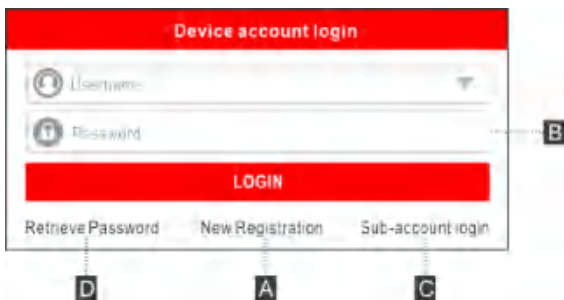 Device account login
Username
Password
B
LOGIN
Retrieve Password New Registration Sub-account login
D A C